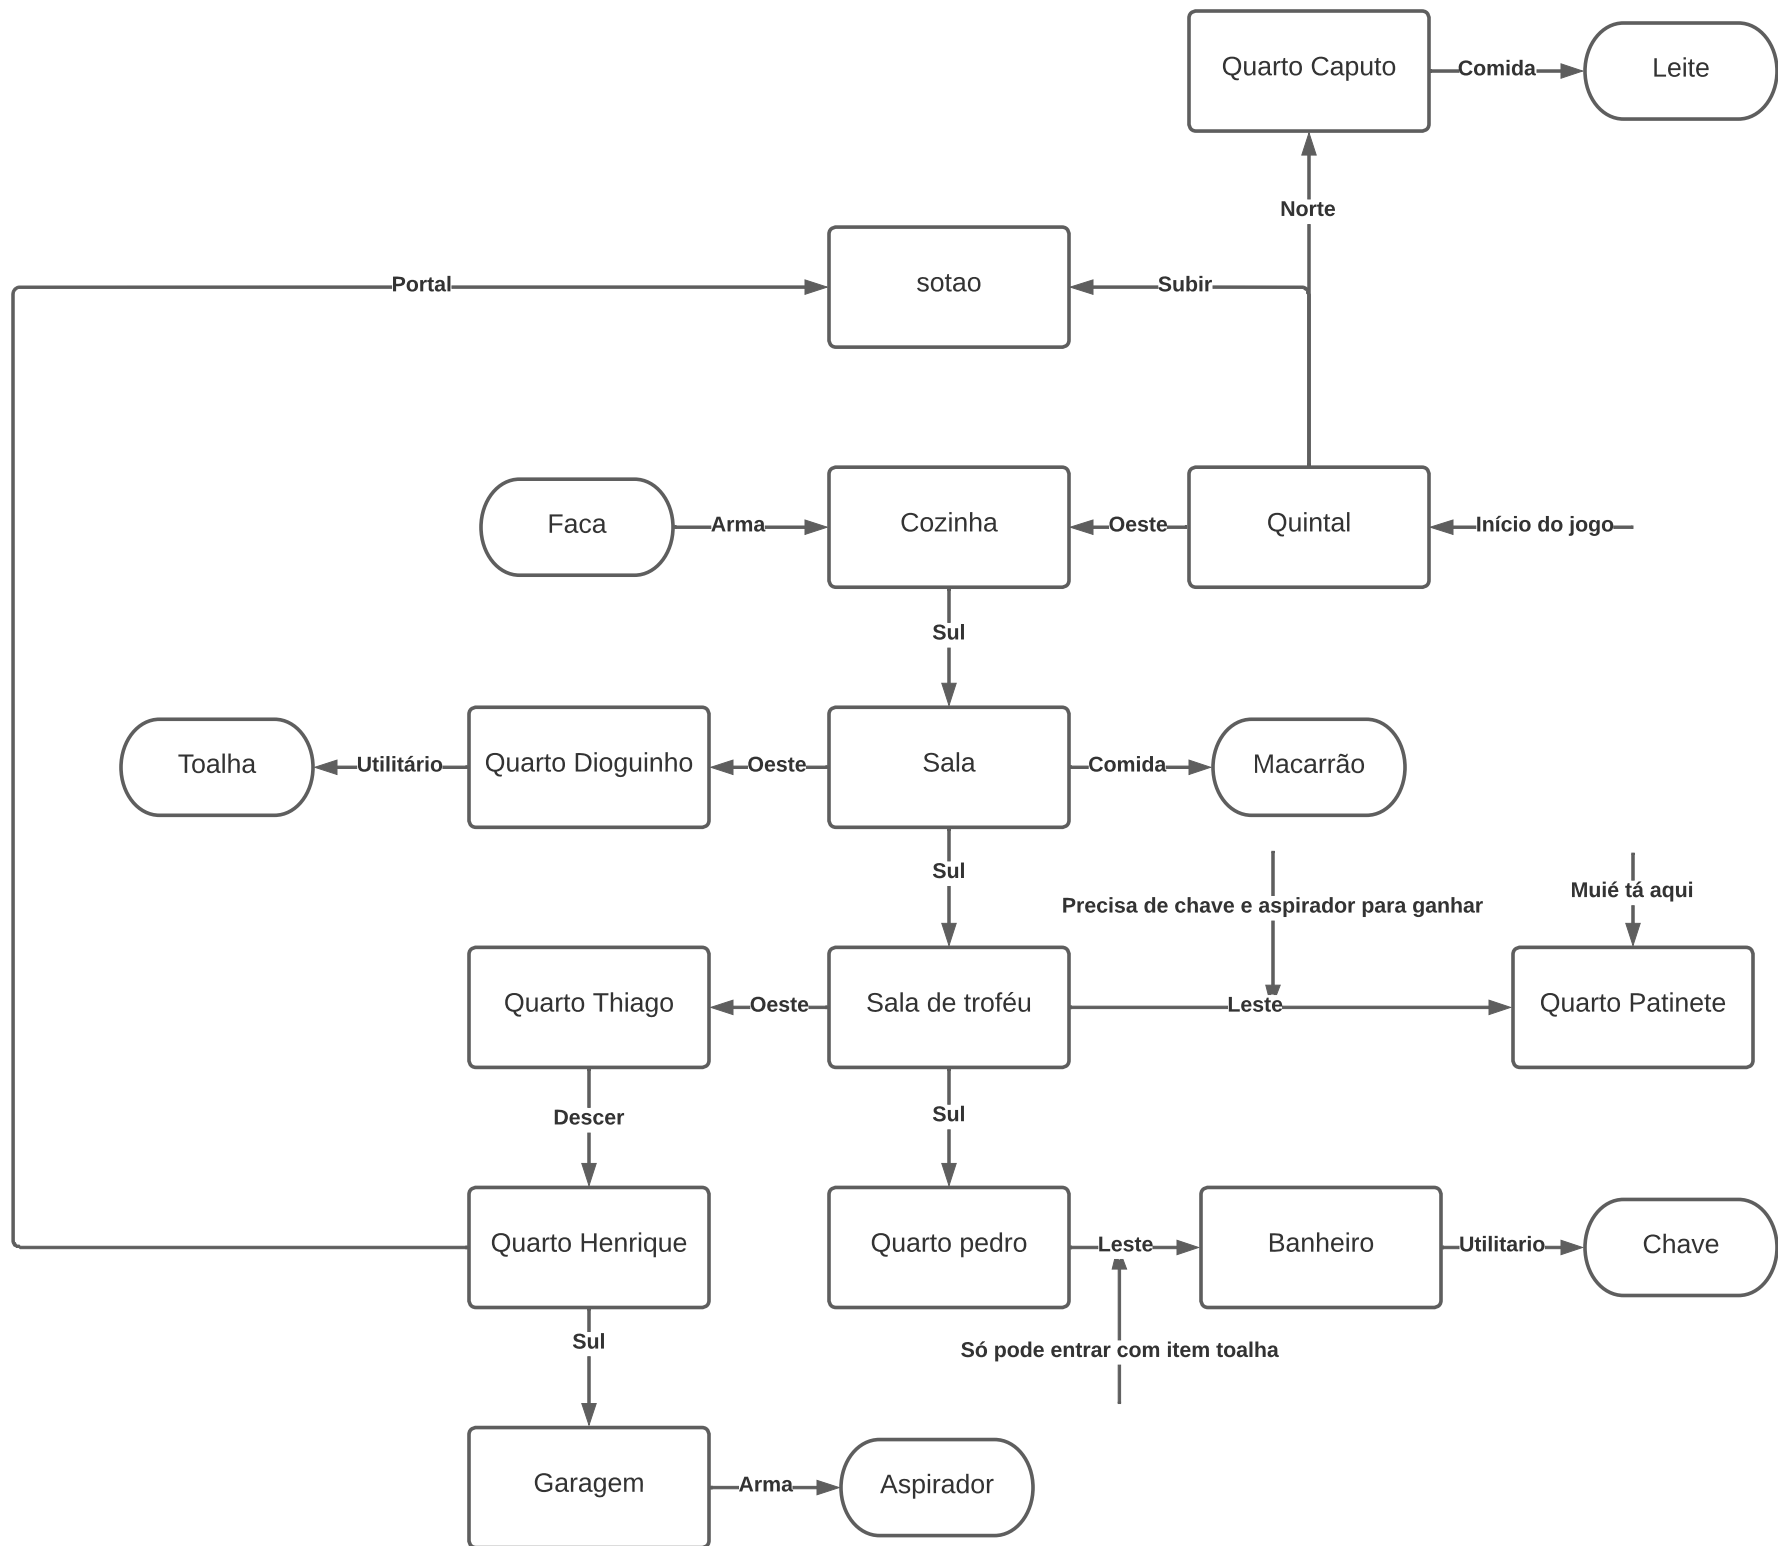 Quarto Caputo
Comida
Leite
Norte
sotao
Portal
Subir
Faca
Arma
Cozinha
Oeste
Quintal
Início do jogo
Sul
Toalha
Utilitário
Quarto Dioguinho
Oeste
Sala
Comida
Macarrão
Sul
Precisa de chave e aspirador para ganhar
Muié tá aqui
Quarto Thiago
Oeste
Sala de troféu
Leste
Quarto Patinete
Descer
Sul
Quarto Henrique
Quarto pedro
Leste
Banheiro
Utilitario
Chave
Sul
Só pode entrar com item toalha
Garagem
Arma
Aspirador